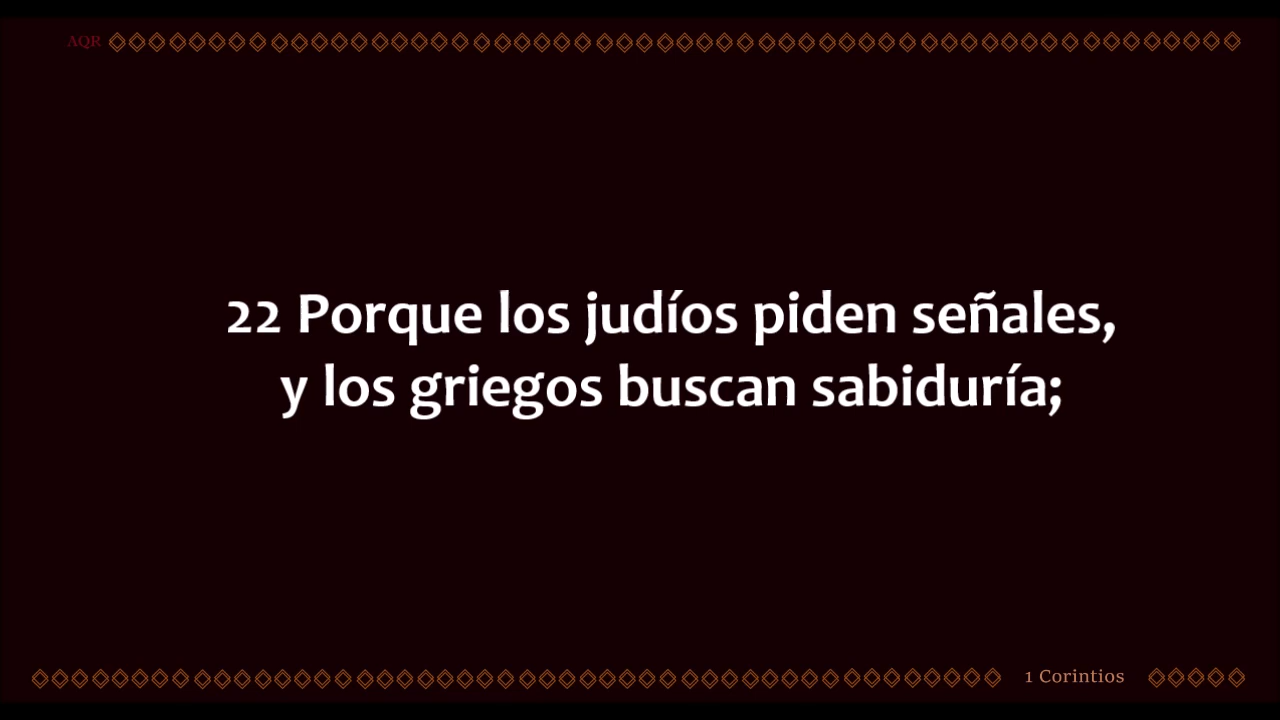 AQR
22 Porque los judíos piden señales,
y los griegos buscan sabiduría;
1 Corintios